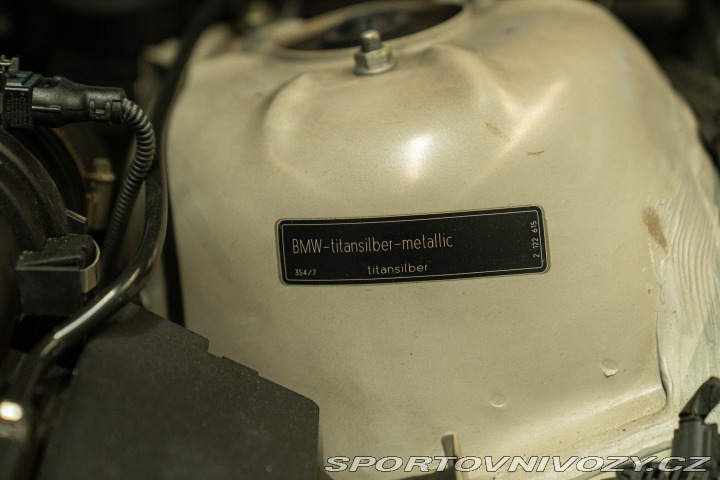 BMW-titansilber-metallic
354/7
titansilber
2 122 615
SPORTOVNIVOZY.CZ